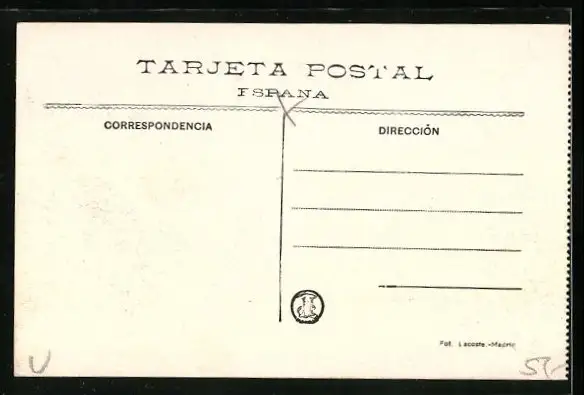 TARJETA POSTAL
ESPAÑA
CORRESPONDENCIA
DIRECCIÓN
Fot. Lacoste.-Madrid
U